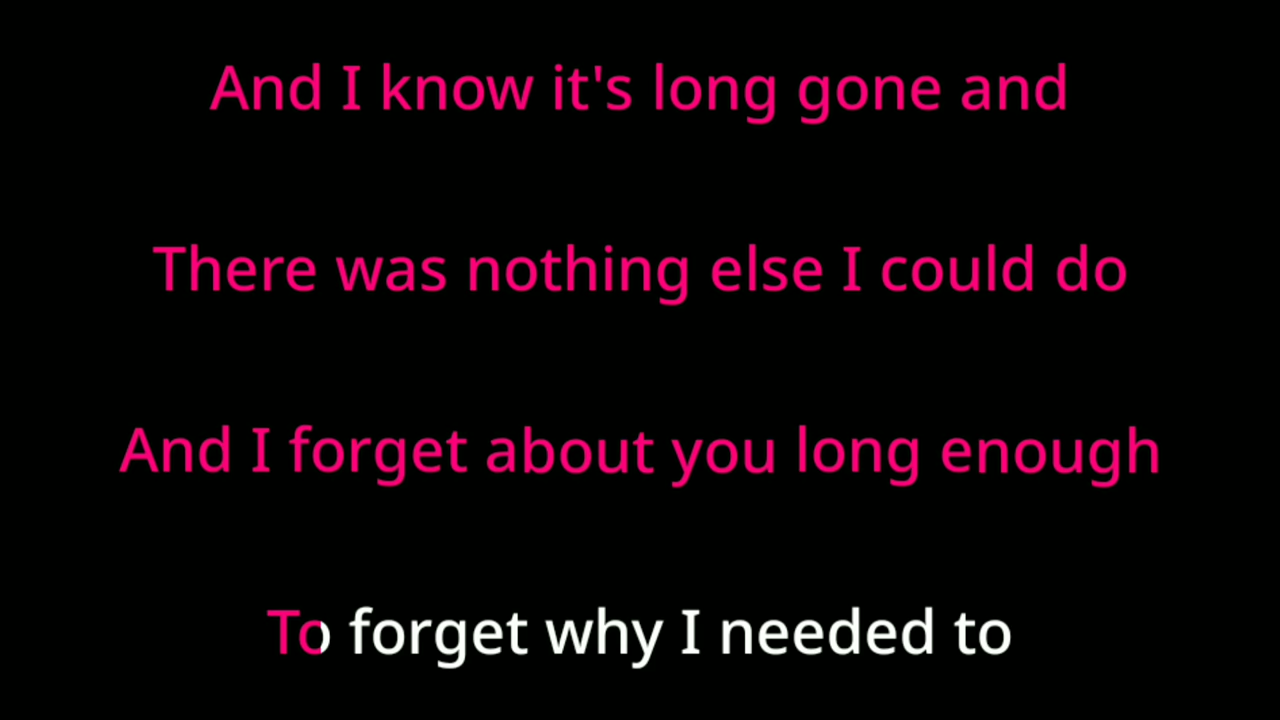 And I know it's long gone and
There was nothing else I could do
And I forget about you long enough
To forget why I needed to